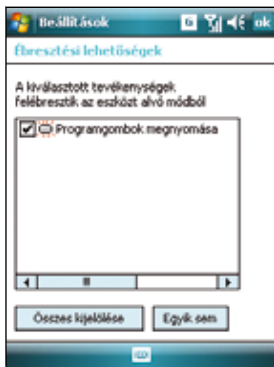 Beállítások
G
ok
Ébresztési lehetőségek
A kiválasztott tevékenységek
felébresztik az eszközt alvó módból
Programgombok megnyomása
Összes kijelölése
Egyik sem